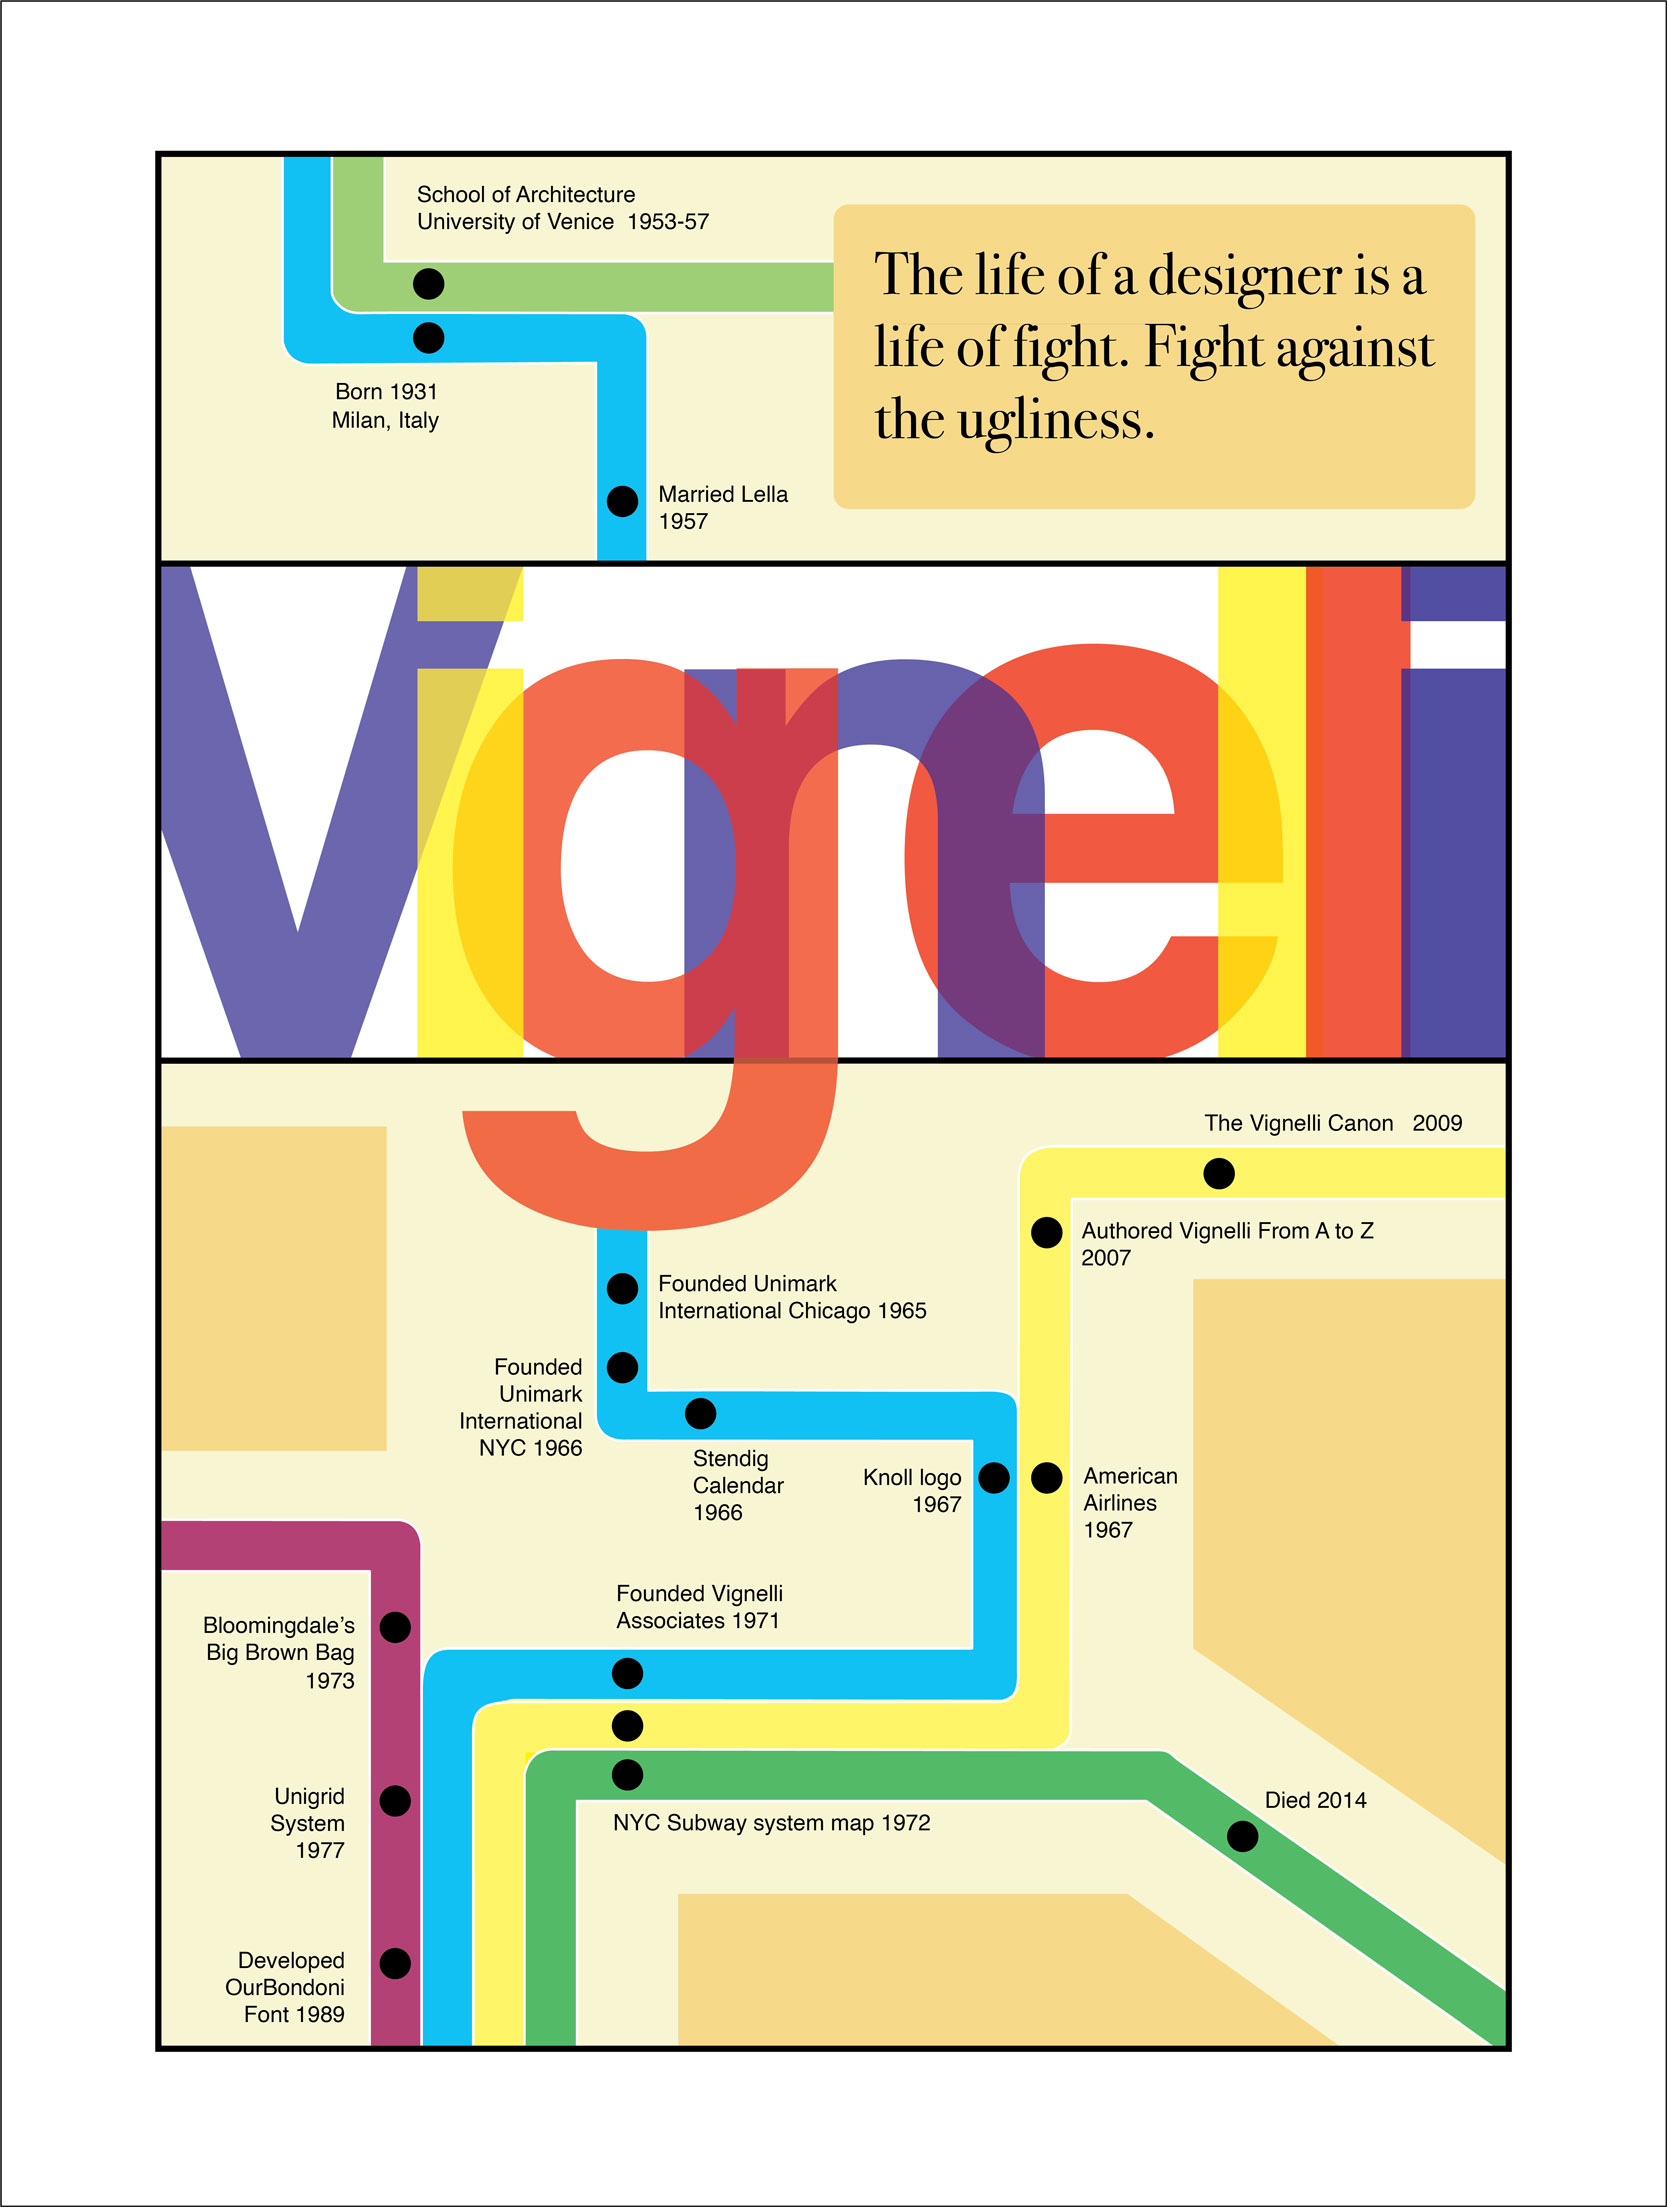 School of Architecture
University of Venice  1953-57
The life of a designer is a
life of fight. Fight against
the ugliness.
Born 1931
Milan, Italy
Married Lella
1957
Vignelli
The Vignelli Canon   2009
Authored Vignelli From A to Z
2007
Founded Unimark
International Chicago 1965
Founded
Unimark
International
NYC 1966
Stendig
Calendar
1966
Knoll logo
1967
American
Airlines
1967
Founded Vignelli
Associates 1971
Bloomingdale’s
Big Brown Bag
1973
Unigrid
System
1977
NYC Subway system map 1972
Died 2014
Developed
OurBondoni
Font 1989